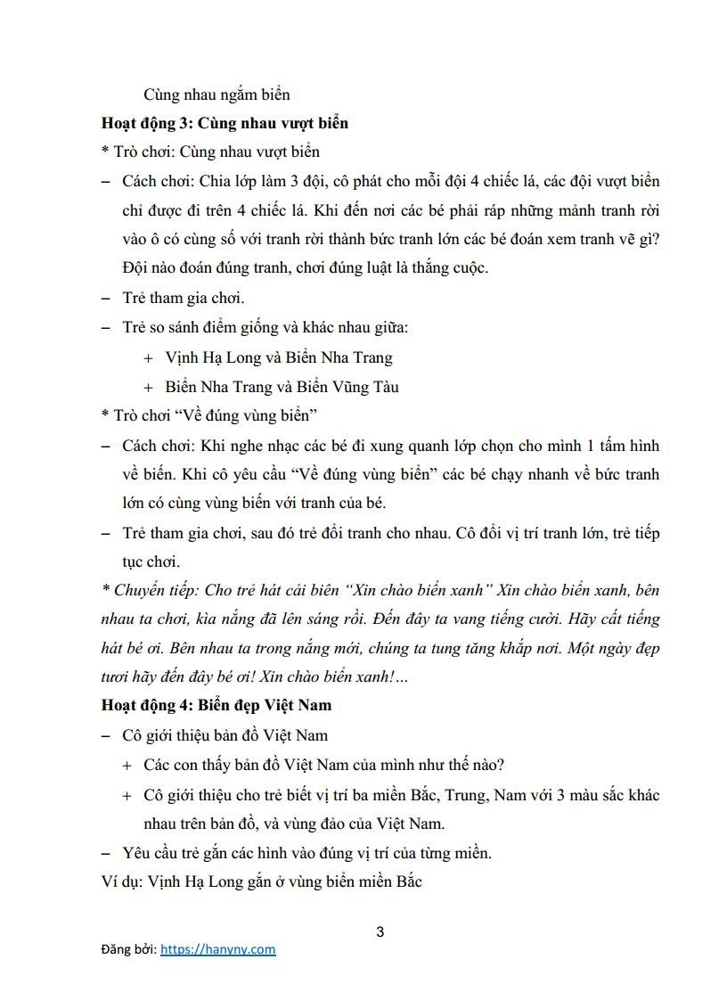 Cùng nhau ngắm biển
Hoạt động 3: Cùng nhau vượt biển
* Trò chơi: Cùng nhau vượt biển
– Cách chơi: Chia lớp làm 3 đội, cô phát cho mỗi đội 4 chiếc lá, các đội vượt biển
chỉ được đi trên 4 chiếc lá. Khi đến nơi các bé phải ráp những mảnh tranh rời
vào ô có cùng số với tranh rời thành bức tranh lớn các bé đoán xem tranh vẽ gì?
Đội nào đoán đúng tranh, chơi đúng luật là thắng cuộc.
– Trẻ tham gia chơi.
– Trẻ so sánh điểm giống và khác nhau giữa:
+ Vịnh Hạ Long và Biển Nha Trang
+ Biển Nha Trang và Biển Vũng Tàu
* Trò chơi “Về đúng vùng biển”
– Cách chơi: Khi nghe nhạc các bé đi xung quanh lớp chọn cho mình 1 tấm hình
về biến. Khi cô yêu cầu “Về đúng vùng biển” các bé chạy nhanh về bức tranh
lớn có cùng vùng biến với tranh của bé.
– Trẻ tham gia chơi, sau đó trẻ đổi tranh cho nhau. Cô đổi vị trí tranh lớn, trẻ tiếp
tục chơi.
* Chuyển tiếp: Cho trẻ hát cải biên “Xin chào biển xanh” Xin chào biển xanh, bên
nhau ta chơi, kìa nắng đã lên sáng rồi. Đến đây ta vang tiếng cười. Hãy cất tiếng
hát bé ơi. Bên nhau ta trong nắng mới, chúng ta tung tăng khắp nơi. Một ngày đẹp
tươi hãy đến đây bé ơi! Xin chào biển xanh!...
Hoạt động 4: Biển đẹp Việt Nam
– Cô giới thiệu bản đồ Việt Nam
+ Các con thấy bản đồ Việt Nam của mình như thế nào?
+ Cô giới thiệu cho trẻ biết vị trí ba miền Bắc, Trung, Nam với 3 màu sắc khác
nhau trên bản đồ, và vùng đảo của Việt Nam.
– Yêu cầu trẻ gắn các hình vào đúng vị trí của từng miền.
Ví dụ: Vịnh Hạ Long gắn ở vùng biển miền Bắc
3
Đăng bởi: https://hanyny.com